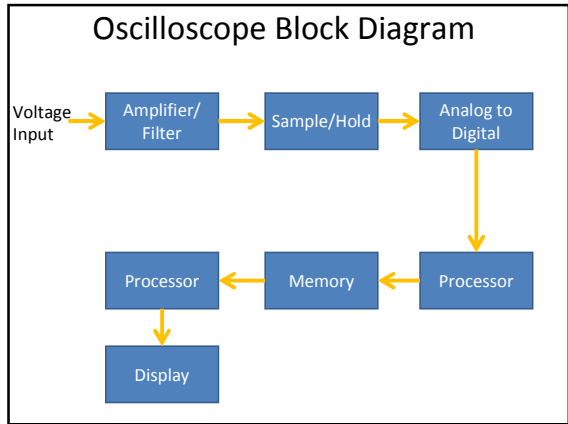 Oscilloscope Block Diagram
Voltage
Input
Amplifier/
Filter
Sample/Hold
Analog to
Digital
Processor
Memory
Processor
Display